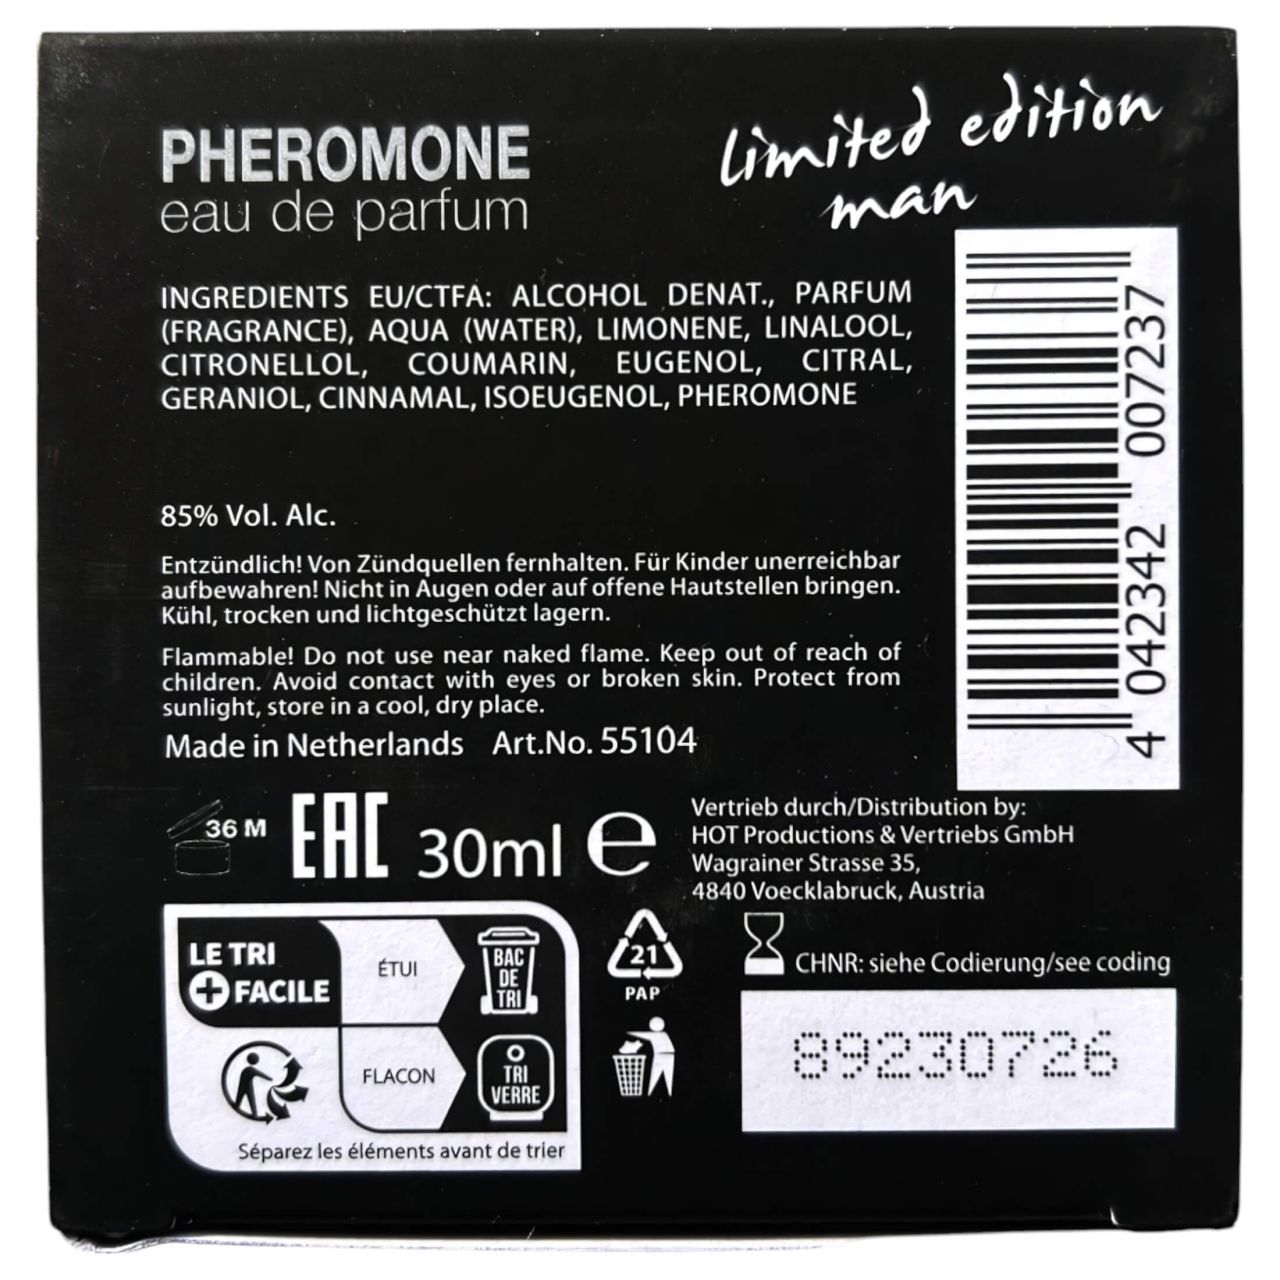 PHEROMONE
eau de parfum
Limited edition
man
INGREDIENTS EU/CTFA: ALCOHOL DENAT., PARFUM
(FRAGRANCE), AQUA (WATER), LIMONENE, LINALOOL,
CITRONELLOL, COUMARIN, EUGENOL, CITRAL,
GERANIOL, CINNAMAL, ISOEUGENOL, PHEROMONE
4 042342 007237
85% Vol. Alc.
Entzündlich! Von Zündquellen fernhalten. Für Kinder unerreichbar
aufbewahren! Nicht in Augen oder auf offene Hautstellen bringen.
Kühl, trocken und lichtgeschützt lagern.
Flammable! Do not use near naked flame. Keep out of reach of
children. Avoid contact with eyes or broken skin. Protect from
sunlight, store in a cool, dry place.
Made in Netherlands Art.No. 55104
36 M
EAC
30ml e
Vertrieb durch/Distribution by:
HOT Productions & Vertriebs GmbH
Wagrainer Strasse 35,
4840 Voecklabruck, Austria
LE TRI
+ FACILE
ÉTUI
BAC
DE
TRI
FLACON
TRI
VERRE
Séparez les éléments avant de trier
21
PAP
CHNR: siehe Codierung/see coding
89230726